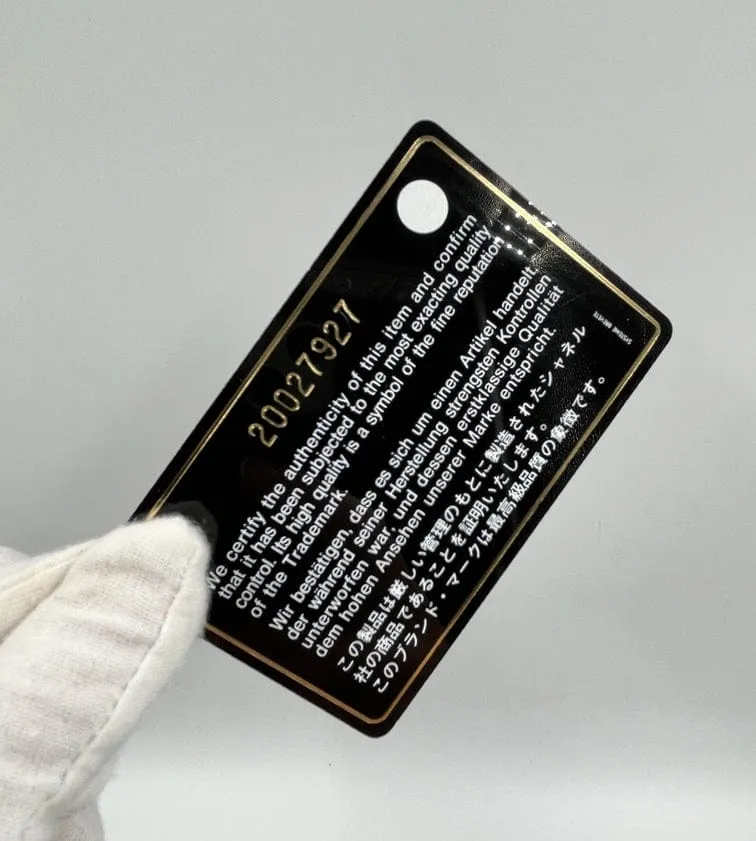 20027927
We certify the authenticity of this item and confirm
that it has been subjected to the most exacting quality
control. Its high quality is a symbol of the fine reputation
of the Trademark.
Wir bestätigen, dass es sich um einen Artikel handelt,
der während seiner Herstellung strengsten Kontrollen
unterworfen war, und dessen erstklassige Qualität
dem hohen Ansehen unserer Marke entspricht.
この製品は厳しい管理のもとに製造されたシャネル
社の商品であることを証明いたします。
このブランド・マークは最高級品質の象徴です。
SYSTEME BREVETE